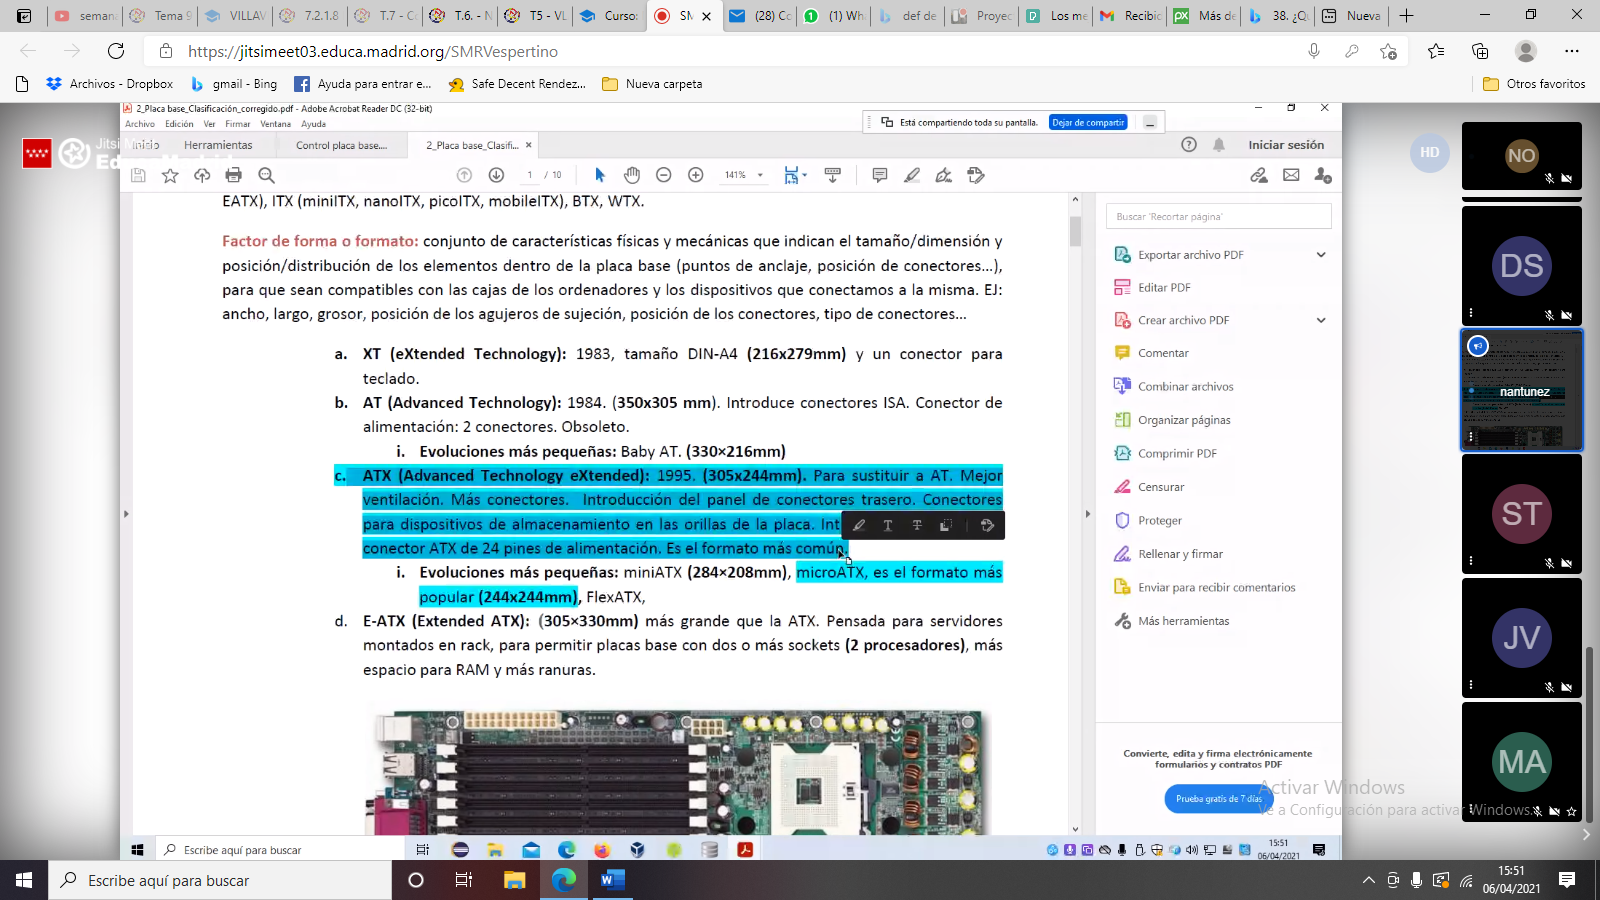 semana
Tema 9
VILLAV
7.2.1.8
T.7 - Co
T.6. - N
T5 - VL
Curso:
SM
(28) Co
(1) Wha
def de
Proyec
Los me
Recibid
Más de
38. ¿Qu
Nueva
https://jitsimeet03.educa.madrid.org/SMRVespertino
Archivos - Dropbox
gmail - Bing
Ayuda para entrar e...
Safe Decent Rendez...
Nueva carpeta
Otros favoritos
2_Placa base_Clasificación_corregido.pdf - Adobe Acrobat Reader DC (32-bit)
Archivo Edición Ver Firmar Ventana Ayuda
Está compartiendo toda su pantalla. Dejar de compartir
Jitsi Meet
Inicio Herramientas Control placa base.... 2_Placa base_Clasifi... Iniciar sesión
1 / 10 141%
EATX), ITX (miniITX, nanoITX, picoITX, mobileITX), BTX, WTX.
Factor de forma o formato: conjunto de características físicas y mecánicas que indican el tamaño/dimensión y
posición/distribución de los elementos dentro de la placa base (puntos de anclaje, posición de conectores...),
para que sean compatibles con las cajas de los ordenadores y los dispositivos que conectamos a la misma. EJ:
ancho, largo, grosor, posición de los agujeros de sujeción, posición de los conectores, tipo de conectores...
a. XT (eXtended Technology): 1983, tamaño DIN-A4 (216x279mm) y un conector para
teclado.
b. AT (Advanced Technology): 1984. (350x305 mm). Introduce conectores ISA. Conector de
alimentación: 2 conectores. Obsoleto.
i. Evoluciones más pequeñas: Baby AT. (330×216mm)
c. ATX (Advanced Technology eXtended): 1995. (305x244mm). Para sustituir a AT. Mejor
ventilación. Más conectores. Introducción del panel de conectores trasero. Conectores
para dispositivos de almacenamiento en las orillas de la placa. Int
conector ATX de 24 pines de alimentación. Es el formato más común.
i. Evoluciones más pequeñas: miniATX (284×208mm), microATX, es el formato más
popular (244x244mm), FlexATX,
d. E-ATX (Extended ATX): (305×330mm) más grande que la ATX. Pensada para servidores
montados en rack, para permitir placas base con dos o más sockets (2 procesadores), más
espacio para RAM y más ranuras.
Buscar 'Recortar página'
Exportar archivo PDF
Editar PDF
Crear archivo PDF
Comentar
Combinar archivos
Organizar páginas
Comprimir PDF
Censurar
Proteger
Rellenar y firmar
Enviar para recibir comentarios
Más herramientas
Convierte, edita y firma electrónicamente
formularios y contratos PDF
Prueba gratis de 7 días
Activar Windows
Ve a Configuración para activar Windows.
HD
NO
DS
nantunez
ST
JV
MA
Escribe aquí para buscar
15:51
06/04/2021
Escribe aquí para buscar
15:51
06/04/2021